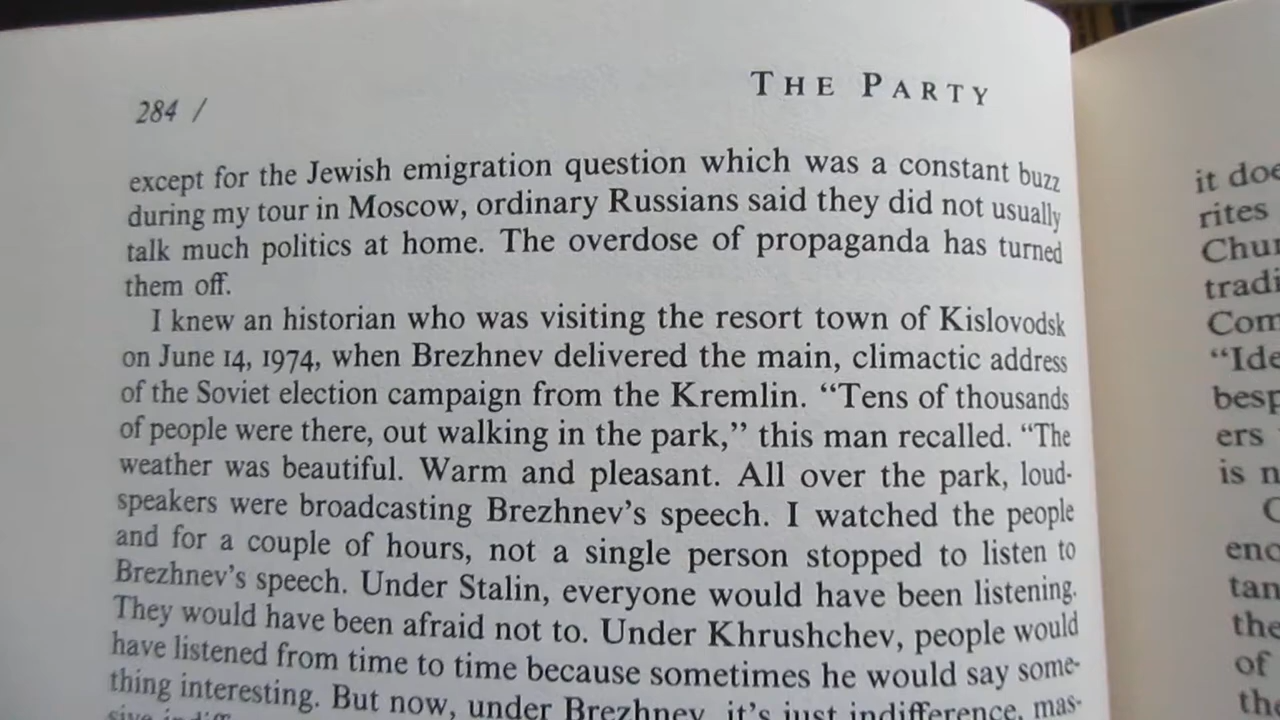 284 /
THE PARTY
except for the Jewish emigration question which was a constant buzz
during my tour in Moscow, ordinary Russians said they did not usually
talk much politics at home. The overdose of propaganda has turned
them off.
I knew an historian who was visiting the resort town of Kislovodsk
on June 14, 1974, when Brezhnev delivered the main, climactic address
of the Soviet election campaign from the Kremlin. “Tens of thousands
of people were there, out walking in the park,” this man recalled. “The
weather was beautiful. Warm and pleasant. All over the park, loud-
speakers were broadcasting Brezhnev’s speech. I watched the people
and for a couple of hours, not a single person stopped to listen to
Brezhnev’s speech. Under Stalin, everyone would have been listening.
They would have been afraid not to. Under Khrushchev, people would
have listened from time to time because sometimes he would say some-
thing interesting. But now, under Brezhnev, it’s just indifference, mas-
it
rites
“
ers
is
the
of